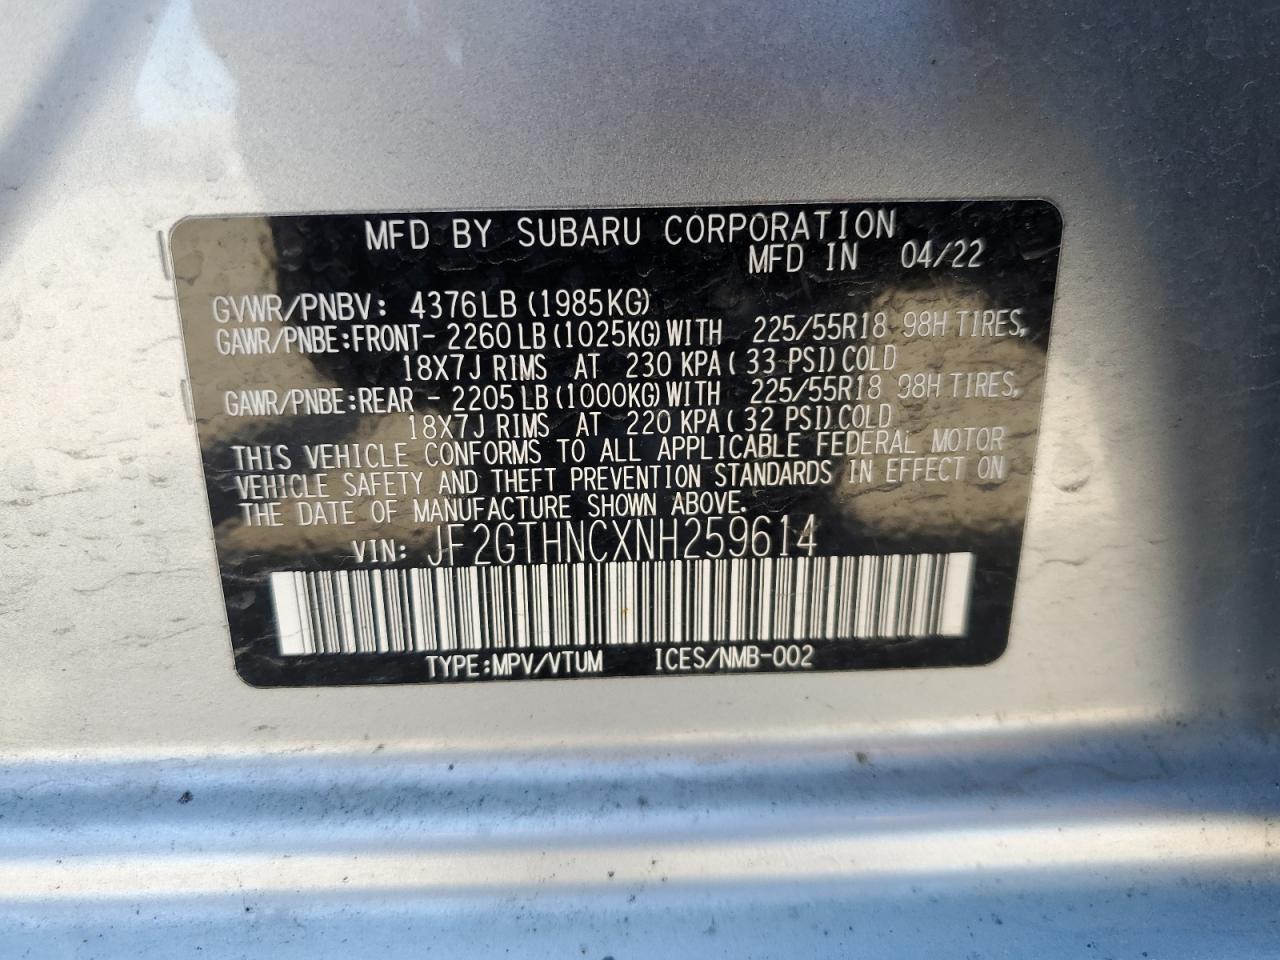 MFD BY SUBARU CORPORATION
MFD IN 04/22
GVWR/PNBV: 4376LB (1985KG)
GAWR/PNBE:FRONT- 2260LB (1025KG) WITH 225/55R18 98H TIRES,
18X7J RIMS AT 230 KPA ( 33 PSI) COLD
GAWR/PNBE:REAR - 2205LB (1000KG) WITH 225/55R18 98H TIRES,
18X7J RIMS AT 220 KPA ( 32 PSI) COLD
THIS VEHICLE CONFORMS TO ALL APPLICABLE FEDERAL MOTOR
VEHICLE SAFETY AND THEFT PREVENTION STANDARDS IN EFFECT ON
THE DATE OF MANUFACTURE SHOWN ABOVE.
VIN: JF2GTHNCXNH259614
TYPE:MPV/VTUM ICES/NMB-002